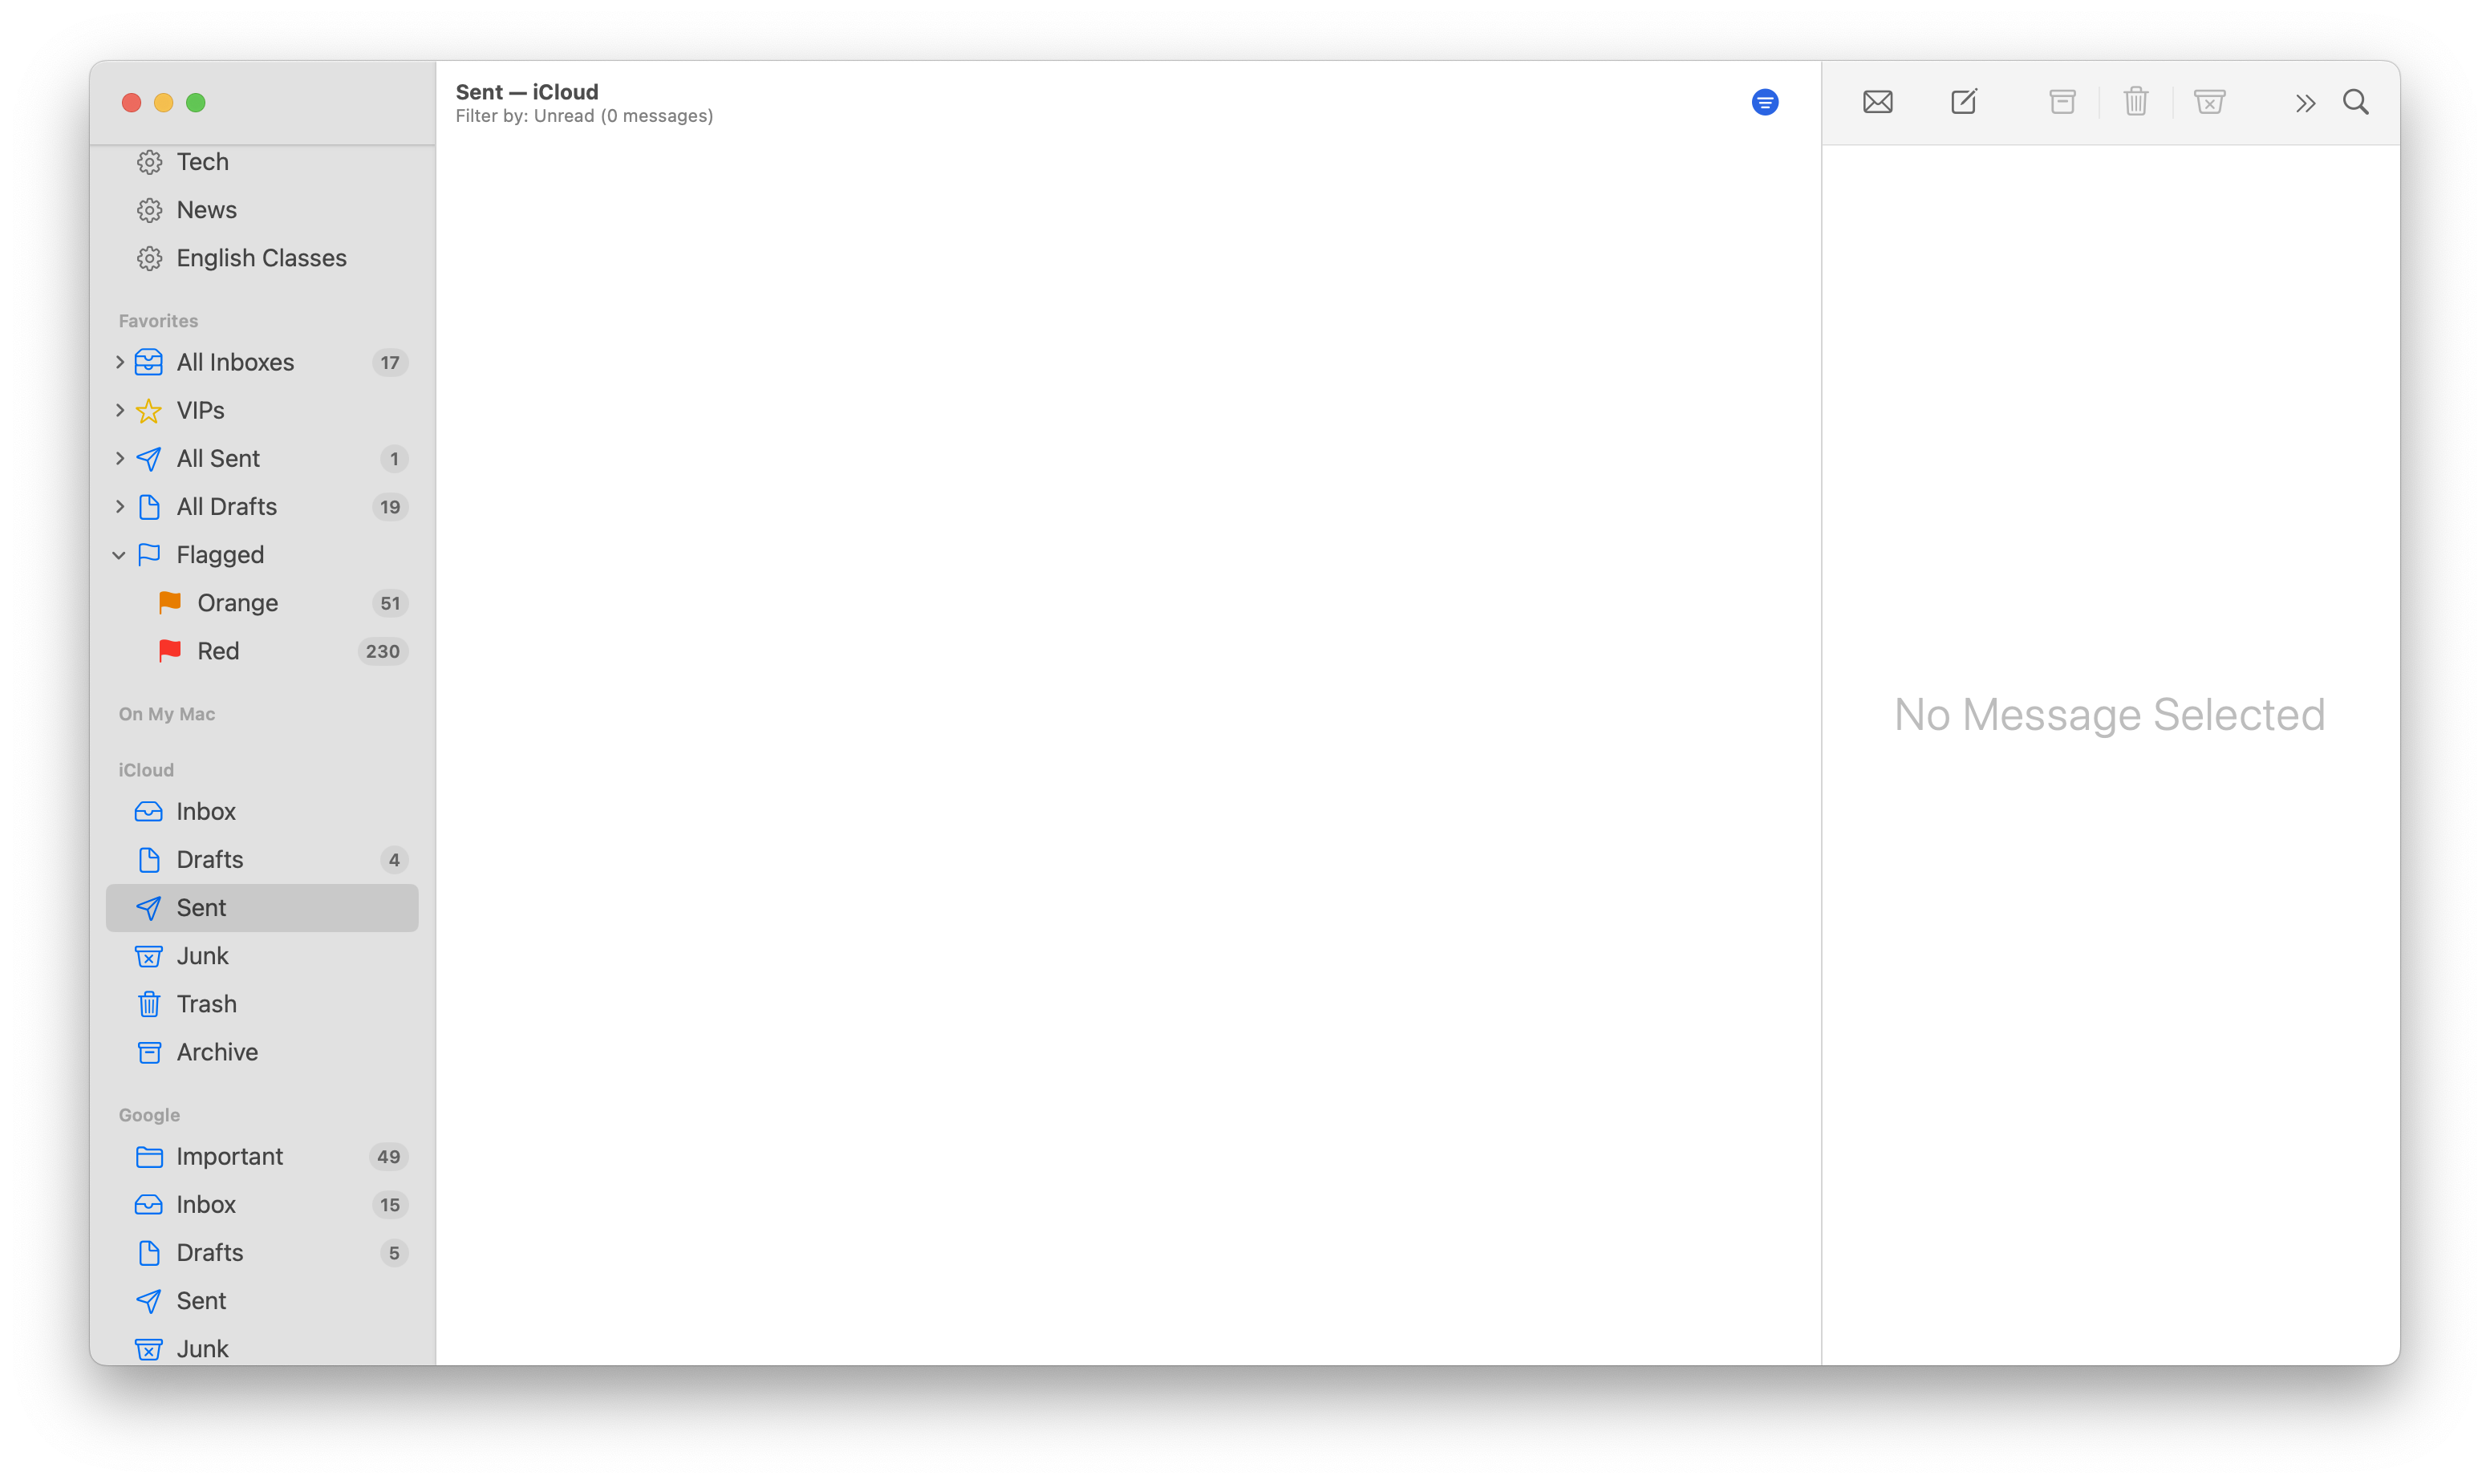 Sent — iCloud
Filter by: Unread (0 messages)
Tech
News
English Classes
Favorites
All Inboxes 17
VIPs
All Sent 1
All Drafts 19
Flagged
Orange 51
Red 230
On My Mac
iCloud
Inbox
Drafts 4
Sent
Junk
Trash
Archive
Google
Important 49
Inbox 15
Drafts 5
Sent
Junk
No Message Selected